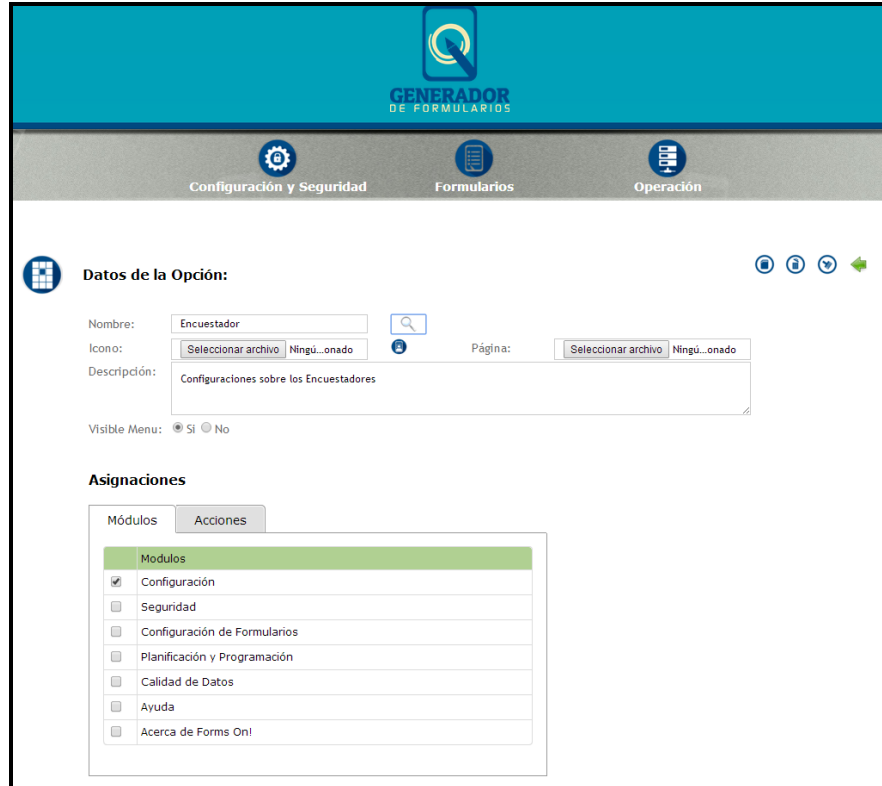 GENERADOR
DE FORMULARIOS
Configuración y Seguridad Formularios Operación
Datos de la Opción:
Nombre: Encuestador
Icono: Seleccionar archivo Ningú...onado Página: Seleccionar archivo Ningú...onado
Descripción: Configuraciones sobre los Encuestadores
Visible Menu: Si No
Asignaciones
Módulos Acciones
Modulos
Configuración
Seguridad
Configuración de Formularios
Planificación y Programación
Calidad de Datos
Ayuda
Acerca de Forms On!